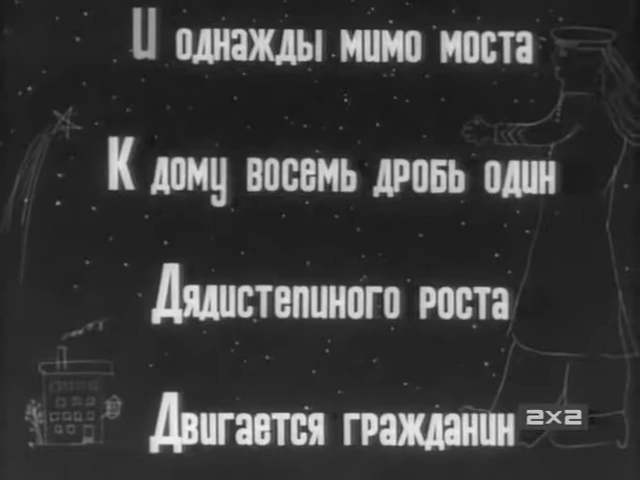 И однажды мимо моста
К дому восемь дробь один
Дядистепиного роста
Двигается гражданин
2x2